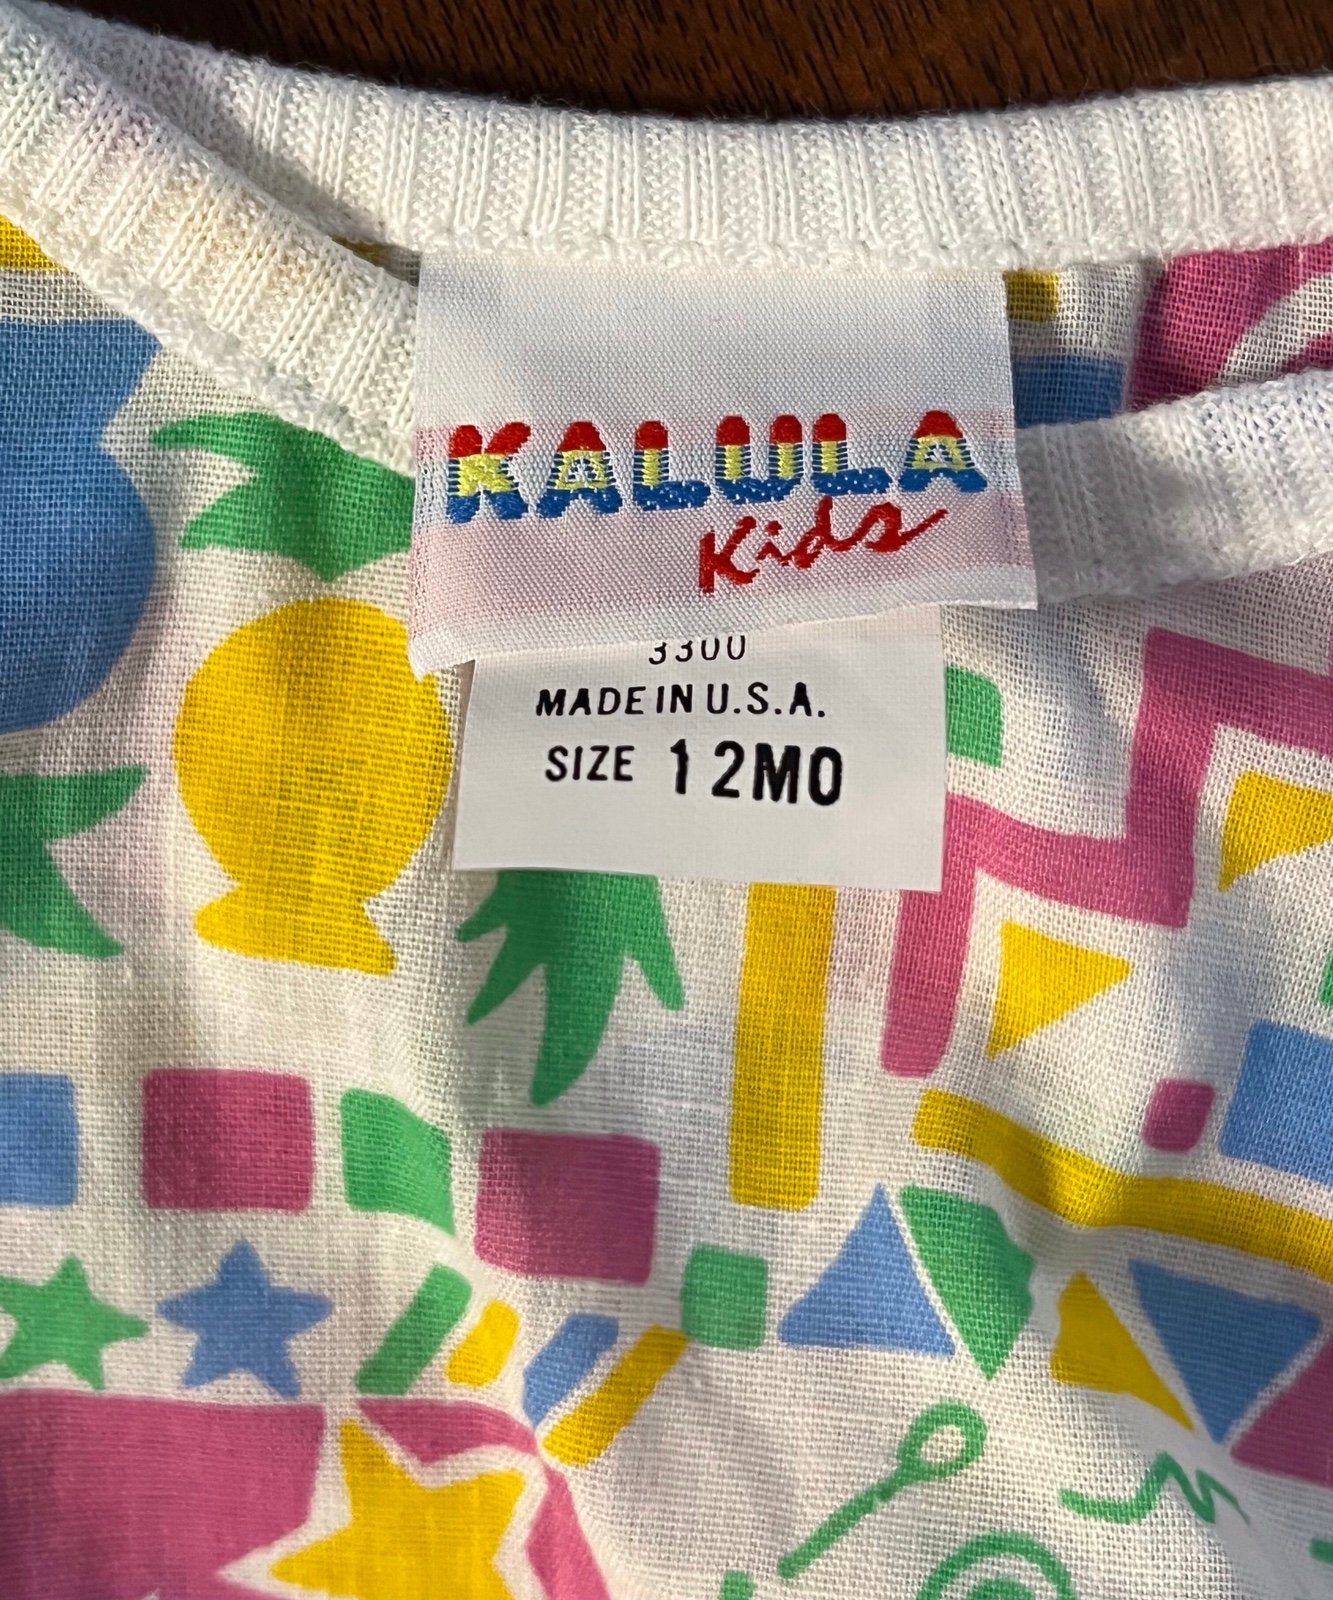 KALULA
Kids
3300
MADE IN U.S.A.
SIZE 12MO